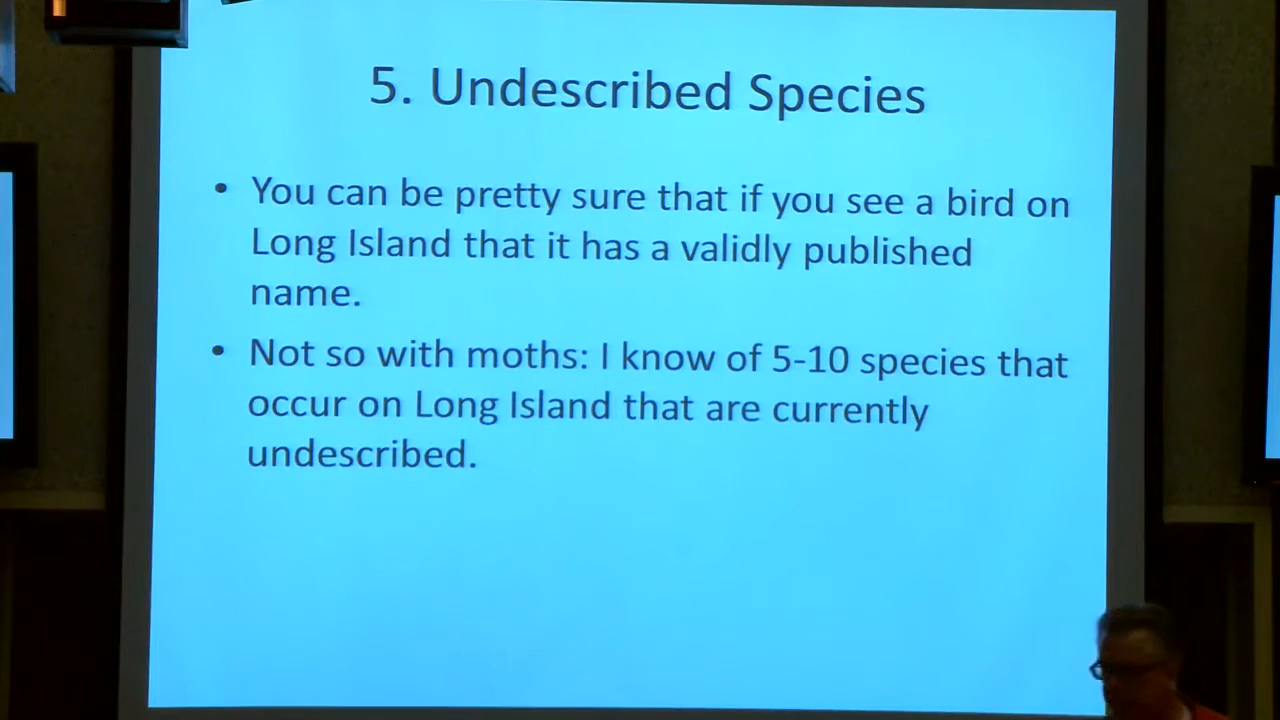 5. Undescribed Species
• You can be pretty sure that if you see a bird on
Long Island that it has a validly published
name.
• Not so with moths: I know of 5-10 species that
occur on Long Island that are currently
undescribed.